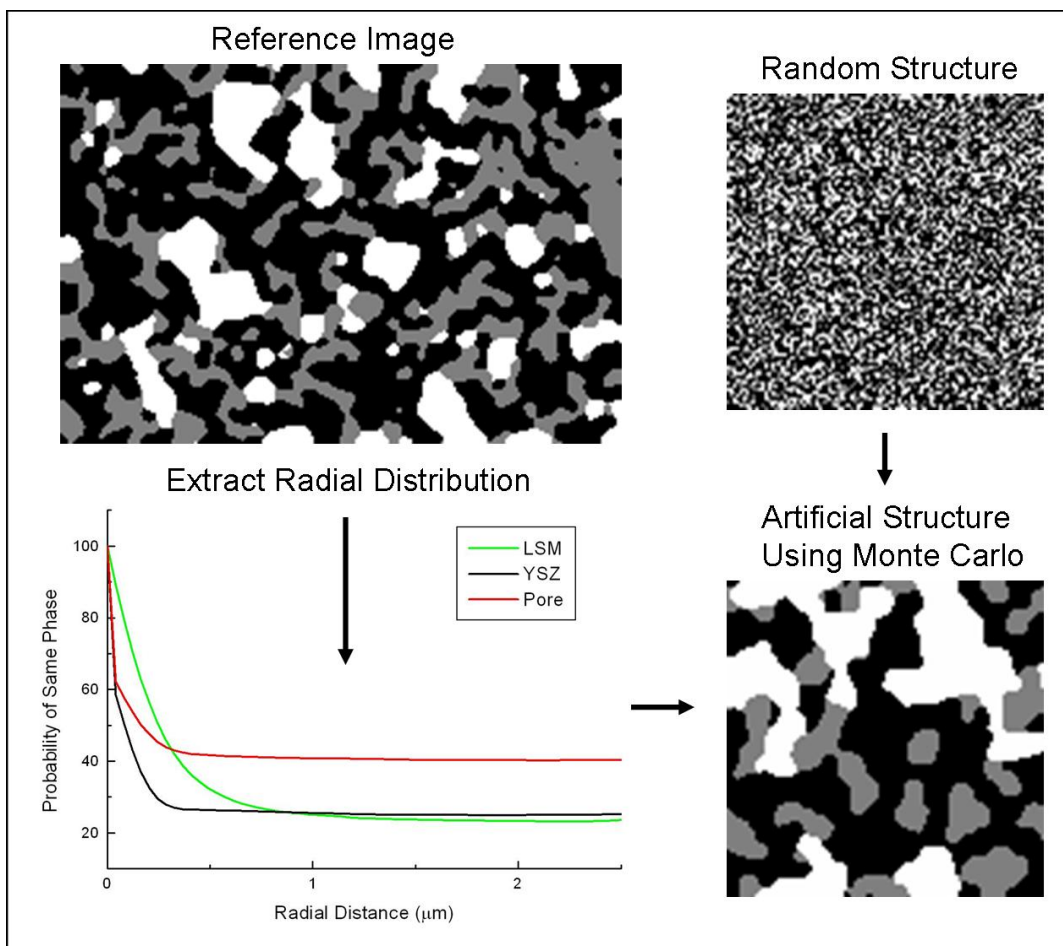 Reference Image
Random Structure
Extract Radial Distribution
Artificial Structure
Using Monte Carlo
LSM
YSZ
Pore
Probability of Same Phase
100
80
60
40
20
0
1
2
Radial Distance (μm)